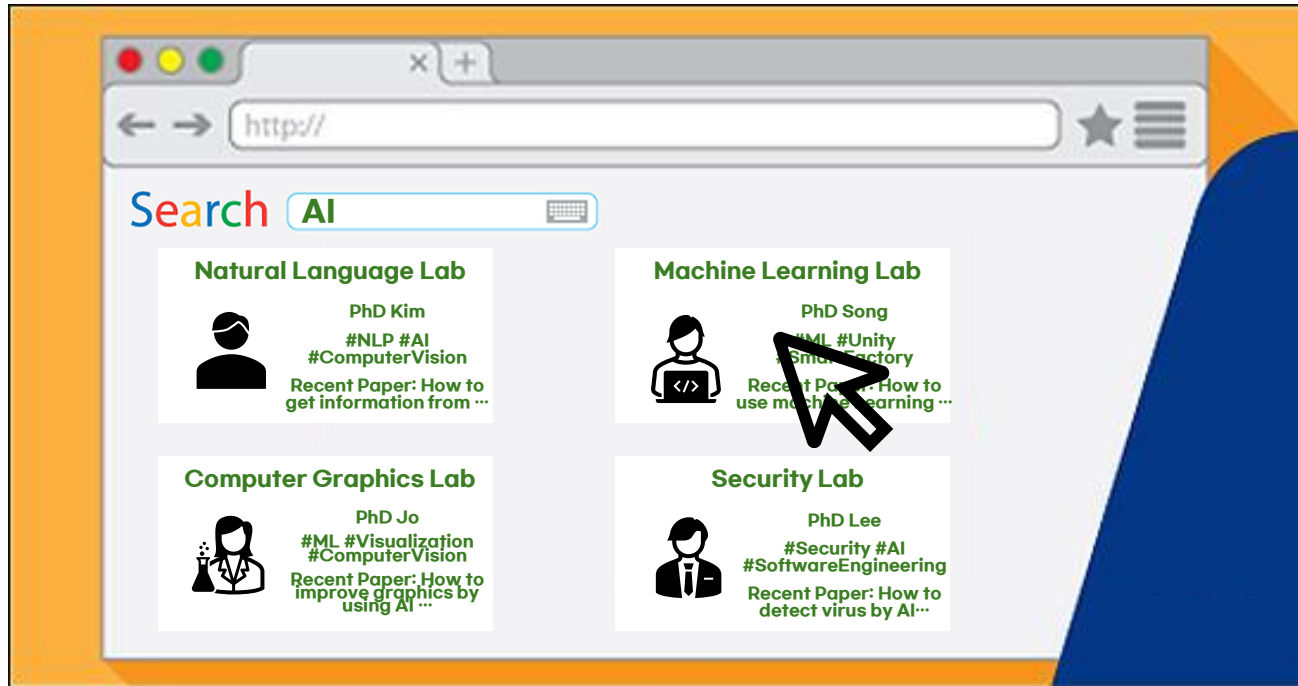 http://
Search AI
Natural Language Lab
PhD Kim
#NLP #AI
#ComputerVision
Recent Paper: How to
get information from ···
Machine Learning Lab
PhD Song
#ML #Unity
#SmartFactory
Recent Paper: How to
use machine learning ···
Computer Graphics Lab
PhD Jo
#ML #Visualization
#ComputerVision
Recent Paper: How to
improve graphics by
using AI ···
Security Lab
PhD Lee
#Security #AI
#SoftwareEngineering
Recent Paper: How to
detect virus by AI···